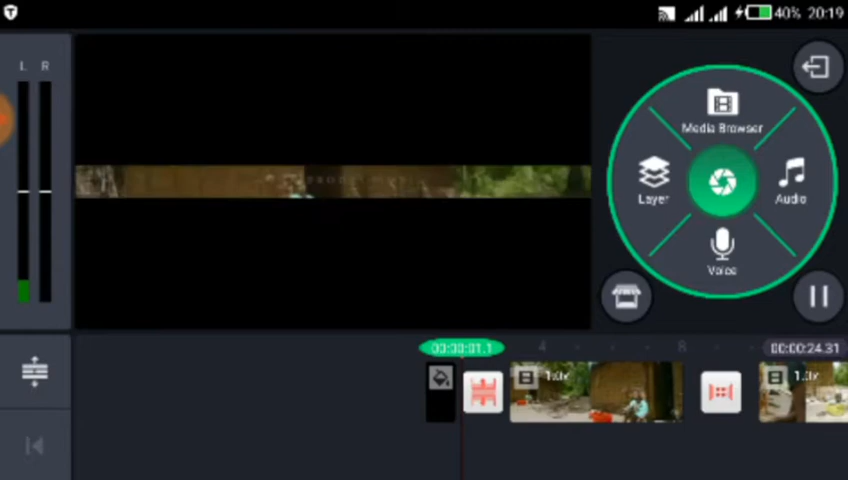 40% 20:19
L R
Media Browser
Layer
Audio
Voice
00:00:01.1 4 8 00:00:24.31
1.0x 1.0x